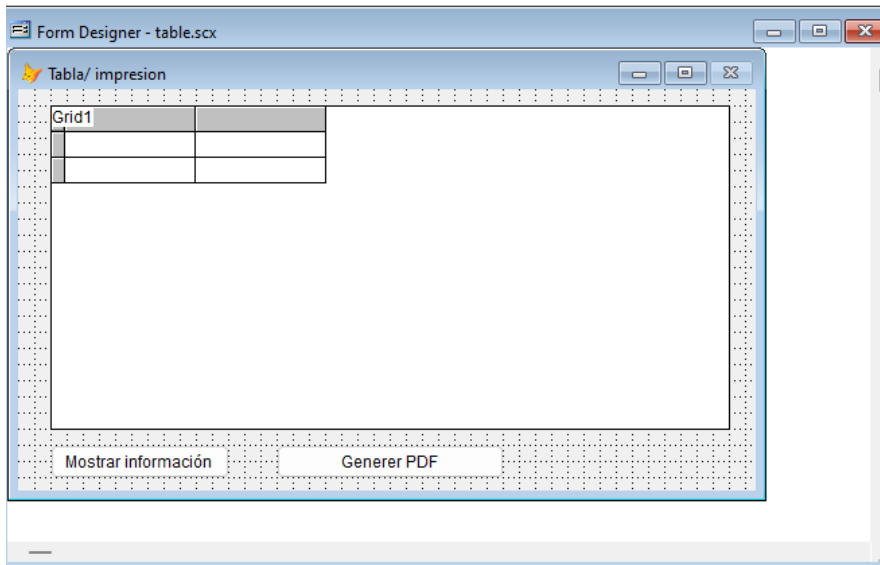 Form Designer - table.scx
Tabla/ impresion
Grid1
Mostrar información
Generer PDF